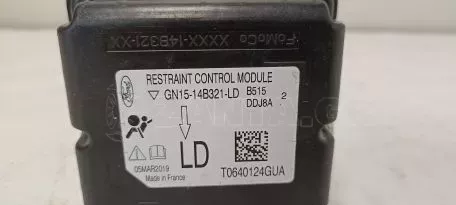 FoMoCo XXXX-14B321-XX
Ford
RESTRAINT CONTROL MODULE
GN15-14B321-LD B515
DDJ8A 2
LD
05MAR2019
Made in France
T0640124GUA